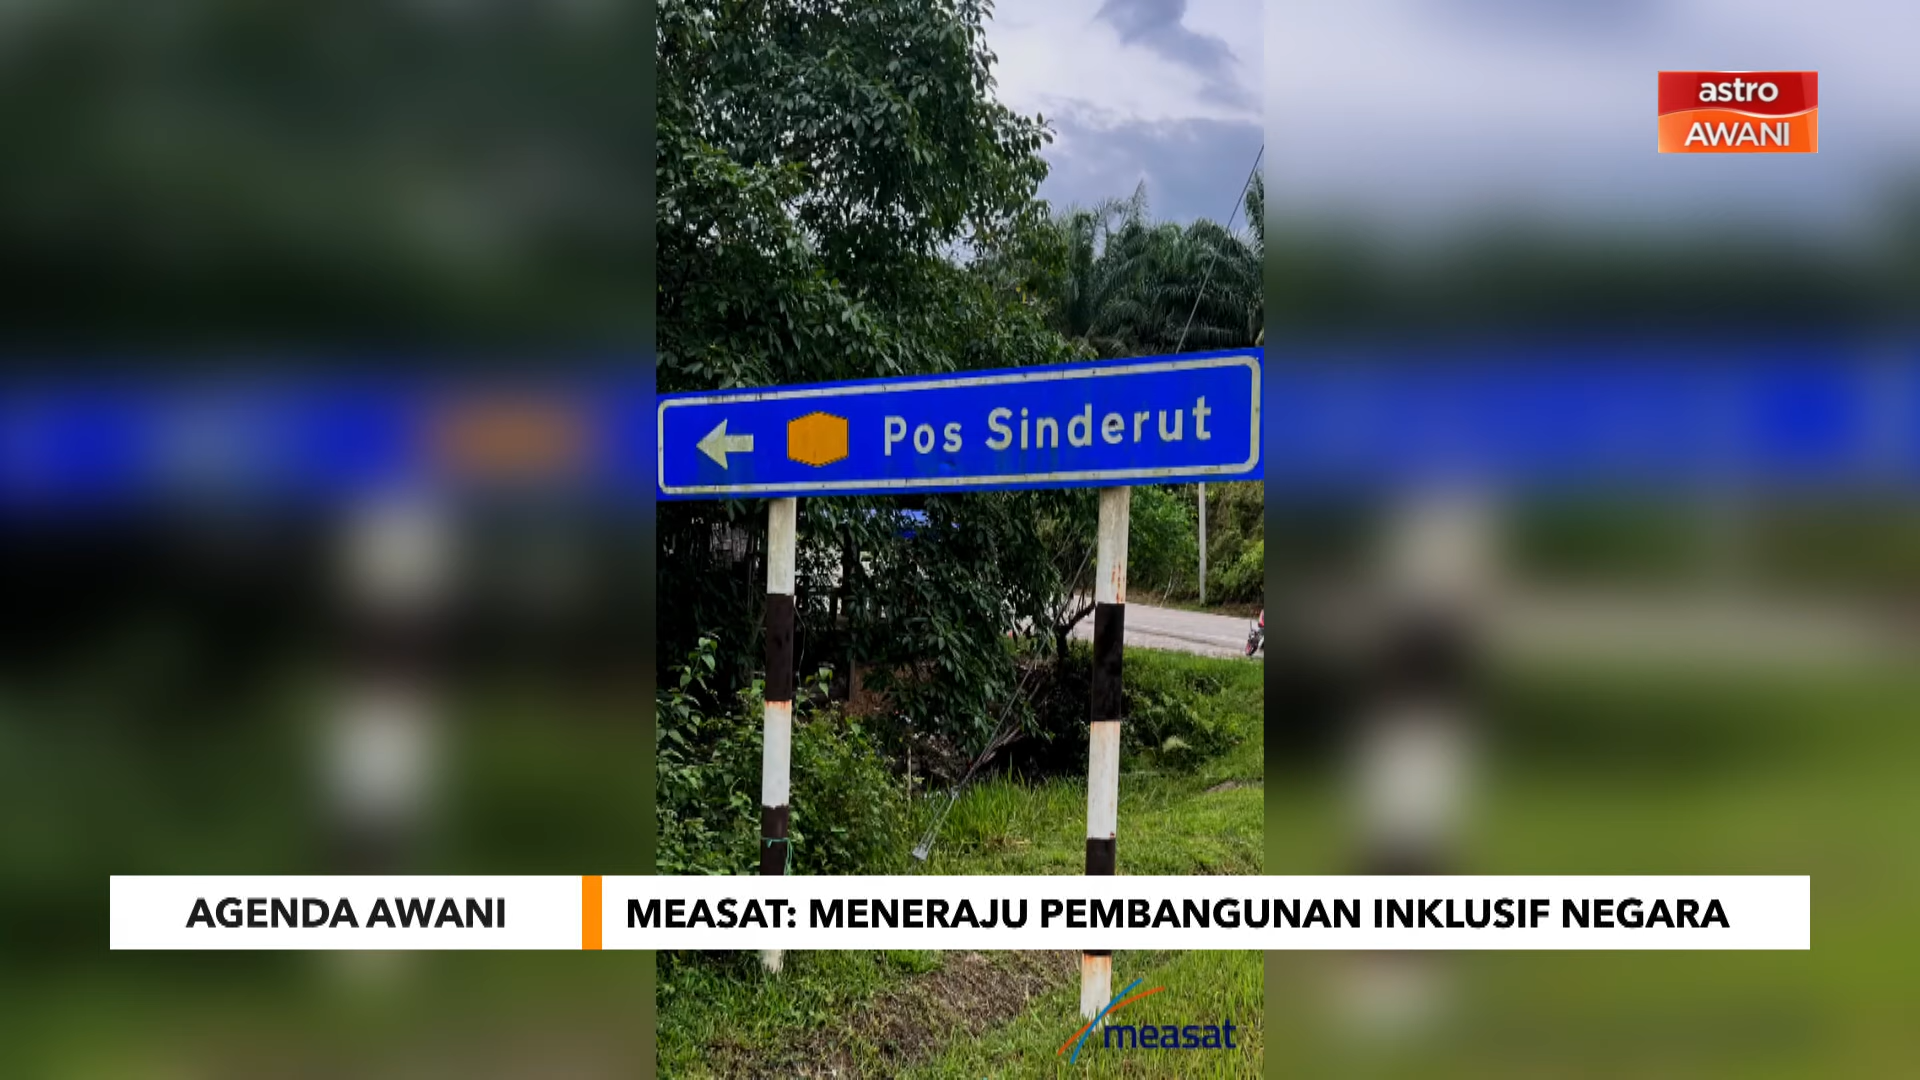 astro
AWANI
Pos Sinderut
AGENDA AWANI
MEASAT: MENERAJU PEMBANGUNAN INKLUSIF NEGARA
measat